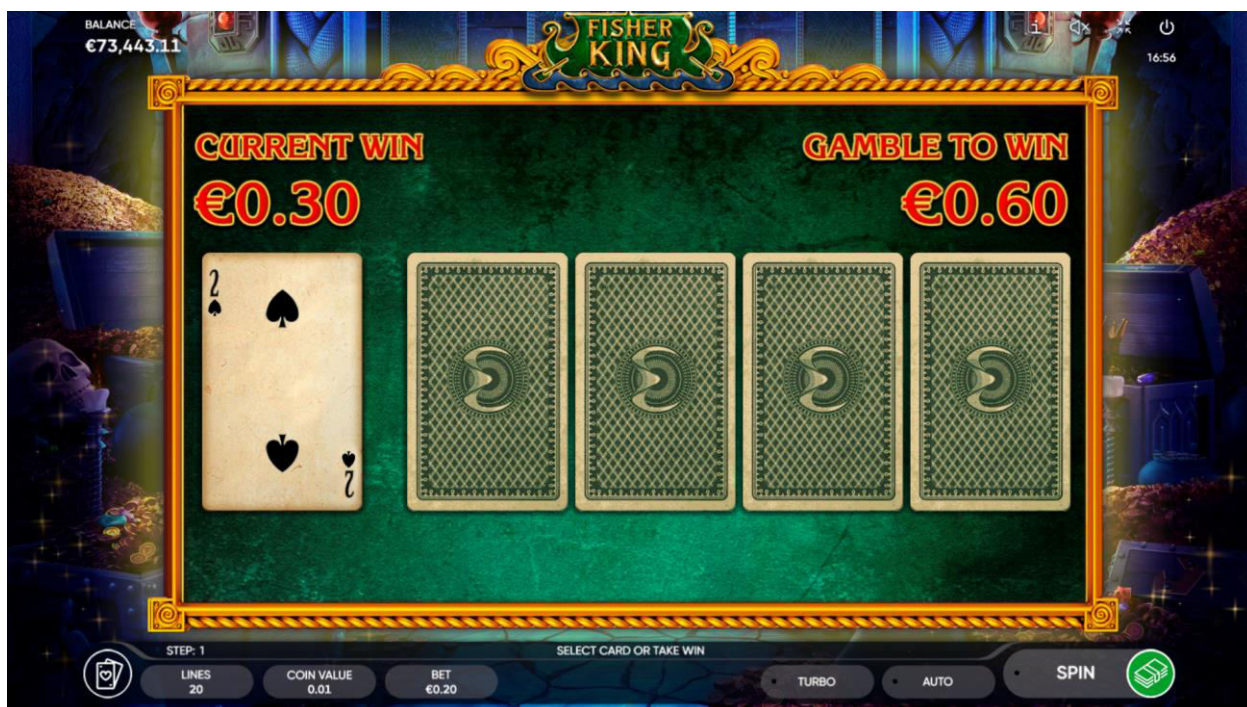 BALANCE
€73,443.11
FISHER
KING
16:56
CURRENT WIN
€0.30
GAMBLE TO WIN
€0.60
2
2
STEP: 1
SELECT CARD OR TAKE WIN
LINES
20
COIN VALUE
0.01
BET
€0.20
TURBO
AUTO
SPIN